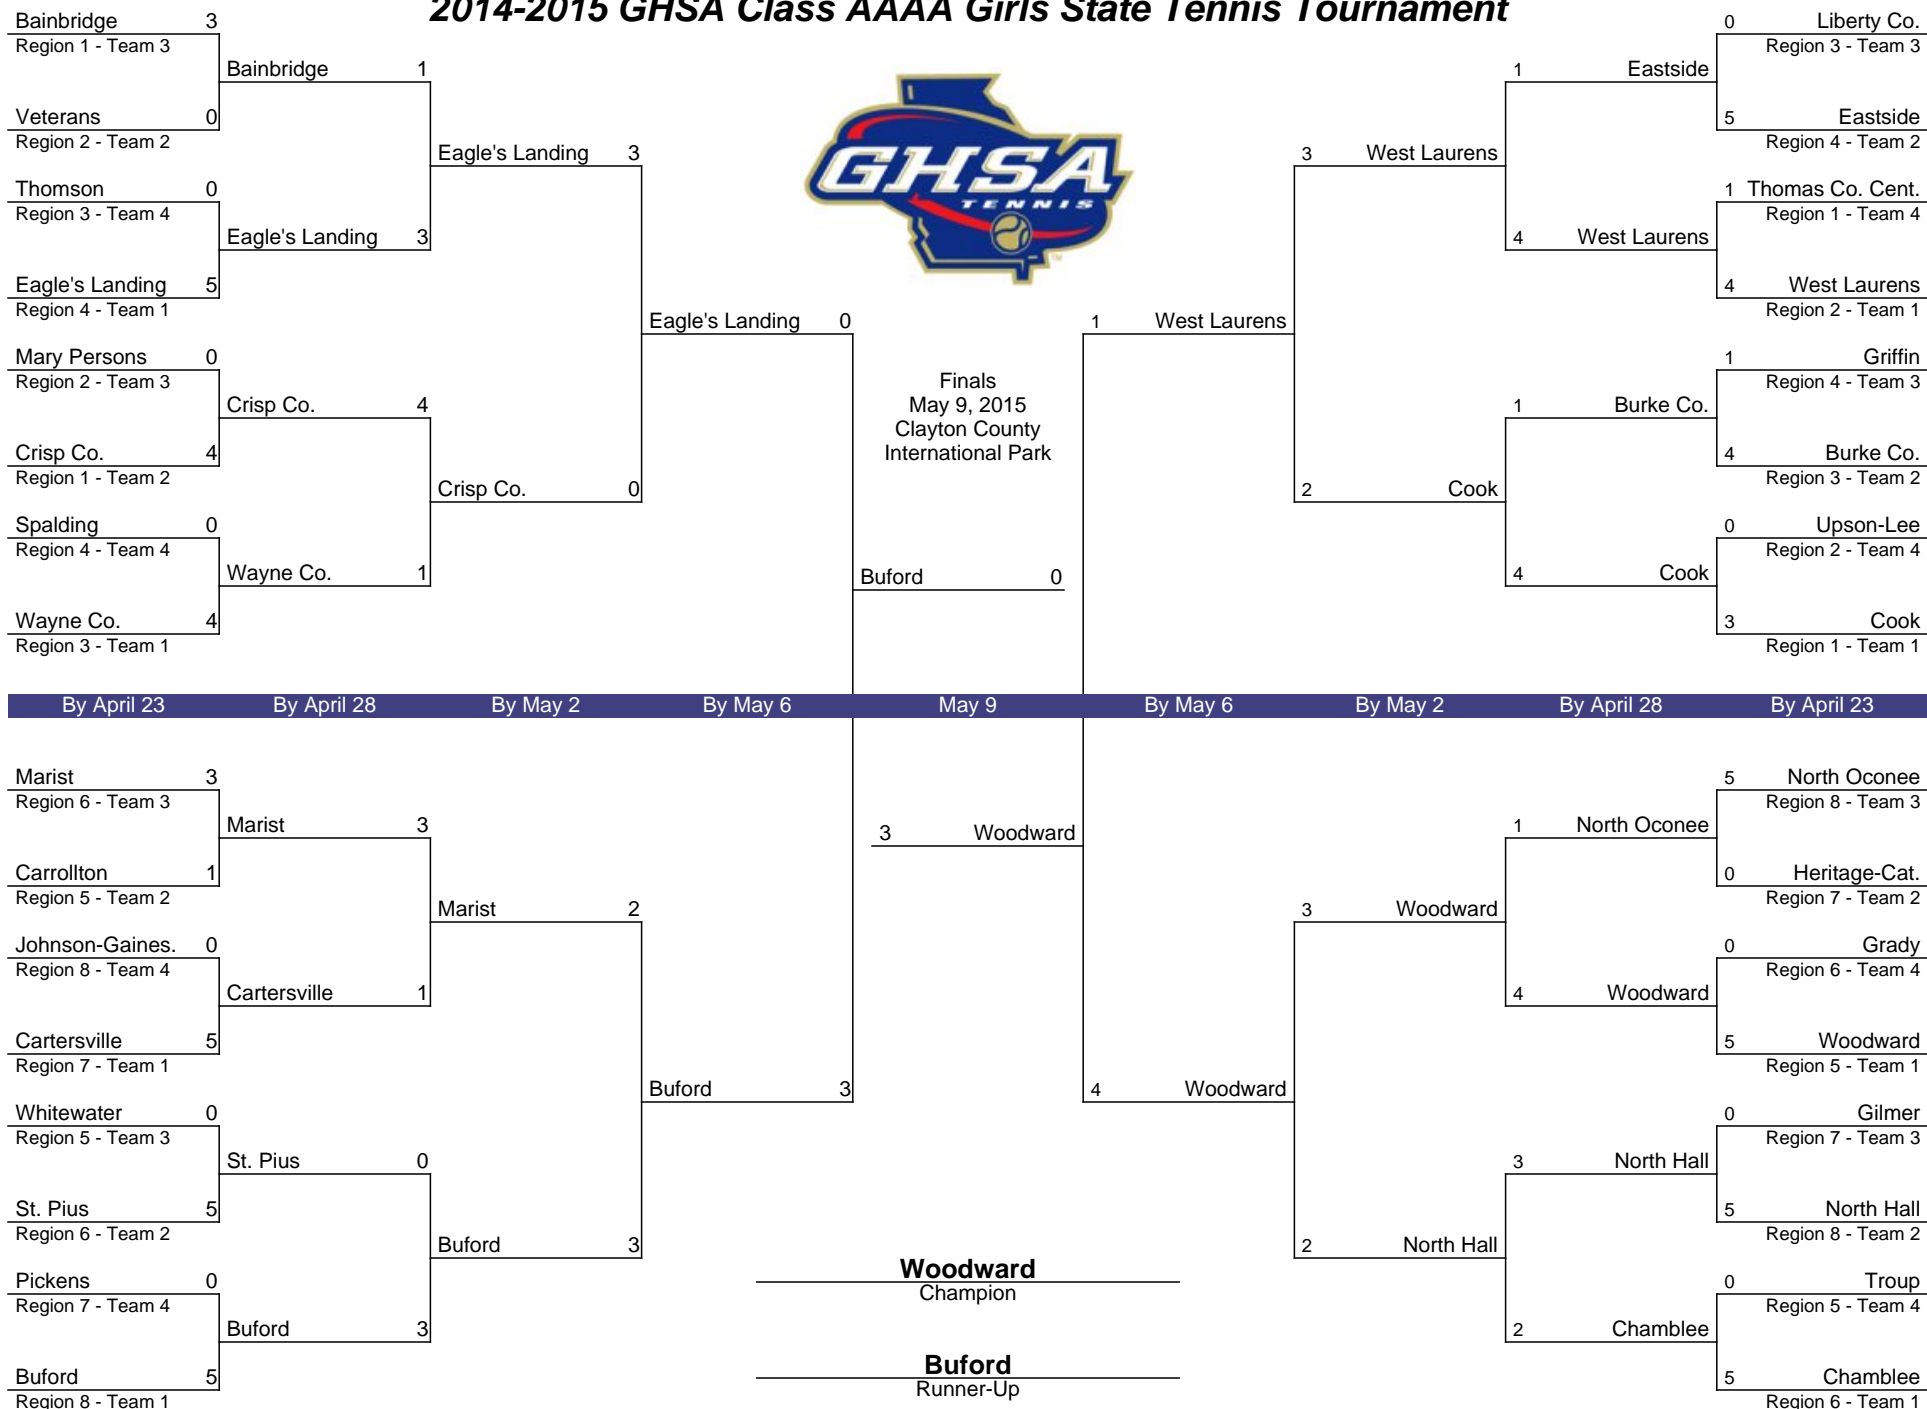 2014-2015 GHSA Class AAAA Girls State Tennis Tournament
Bainbridge 3
Region 1 - Team 3
Veterans 0
Region 2 - Team 2
Thomson 0
Region 3 - Team 4
Eagle's Landing 5
Region 4 - Team 1
Mary Persons 0
Region 2 - Team 3
Crisp Co. 4
Region 1 - Team 2
Spalding 0
Region 4 - Team 4
Wayne Co. 4
Region 3 - Team 1
Bainbridge 1
Eagle's Landing 3
Crisp Co. 4
Wayne Co. 1
Eagle's Landing 3
Crisp Co. 0
Eagle's Landing 0
GHSA
TENNIS
TM
Finals
May 9, 2015
Clayton County
International Park
Buford 0
1 West Laurens
3 West Laurens
2 Cook
1 Eastside
4 West Laurens
1 Burke Co.
4 Cook
0 Liberty Co.
Region 3 - Team 3
5 Eastside
Region 4 - Team 2
1 Thomas Co. Cent.
Region 1 - Team 4
4 West Laurens
Region 2 - Team 1
1 Griffin
Region 4 - Team 3
4 Burke Co.
Region 3 - Team 2
0 Upson-Lee
Region 2 - Team 4
3 Cook
Region 1 - Team 1
By April 23 By April 28 By May 2 By May 6 May 9 By May 6 By May 2 By April 28 By April 23
Marist 3
Region 6 - Team 3
Carrollton 1
Region 5 - Team 2
Johnson-Gaines. 0
Region 8 - Team 4
Cartersville 5
Region 7 - Team 1
Whitewater 0
Region 5 - Team 3
St. Pius 5
Region 6 - Team 2
Pickens 0
Region 7 - Team 4
Buford 5
Region 8 - Team 1
Marist 3
Cartersville 1
St. Pius 0
Buford 3
Marist 2
Buford 3
Buford 3
3 Woodward
Woodward
Champion
Buford
Runner-Up
4 Woodward
3 Woodward
2 North Hall
1 North Oconee
4 Woodward
3 North Hall
2 Chamblee
5 North Oconee
Region 8 - Team 3
0 Heritage-Cat.
Region 7 - Team 2
0 Grady
Region 6 - Team 4
5 Woodward
Region 5 - Team 1
0 Gilmer
Region 7 - Team 3
5 North Hall
Region 8 - Team 2
0 Troup
Region 5 - Team 4
5 Chamblee
Region 6 - Team 1